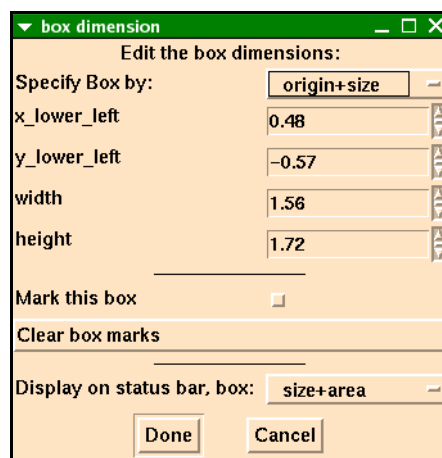 box dimension
Edit the box dimensions:
Specify Box by: origin+size
x_lower_left 0.48
y_lower_left −0.57
width 1.56
height 1.72
Mark this box
Clear box marks
Display on status bar, box: size+area
Done Cancel